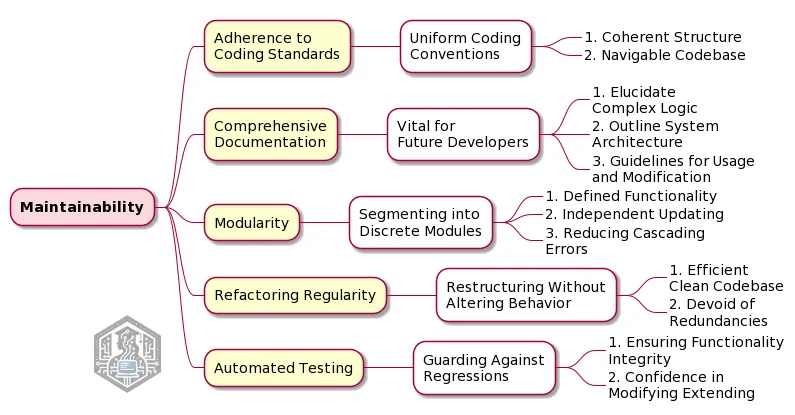 Maintainability
Adherence to
Coding Standards
Uniform Coding
Conventions
1. Coherent Structure
2. Navigable Codebase
Comprehensive
Documentation
Vital for
Future Developers
1. Elucidate
Complex Logic
2. Outline System
Architecture
3. Guidelines for Usage
and Modification
Modularity
Segmenting into
Discrete Modules
1. Defined Functionality
2. Independent Updating
3. Reducing Cascading
Errors
Refactoring Regularity
Restructuring Without
Altering Behavior
1. Efficient
Clean Codebase
2. Devoid of
Redundancies
Automated Testing
Guarding Against
Regressions
1. Ensuring Functionality
Integrity
2. Confidence in
Modifying Extending